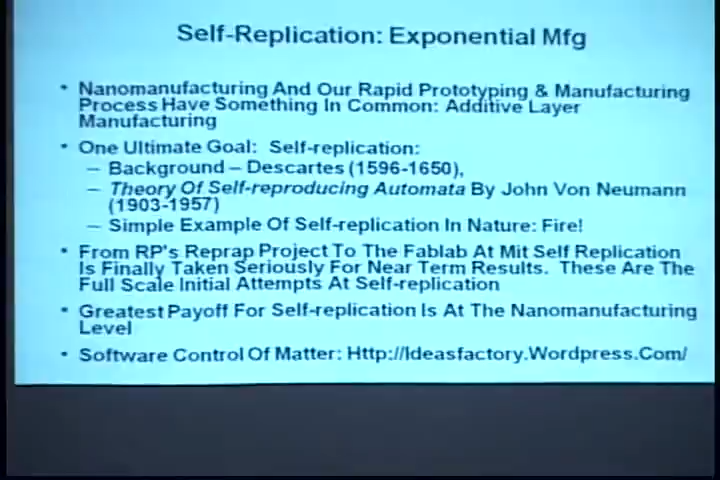 Self-Replication: Exponential Mfg
• Nanomanufacturing And Our Rapid Prototyping & Manufacturing
Process Have Something In Common: Additive Layer
Manufacturing
• One Ultimate Goal: Self-replication:
– Background – Descartes (1596-1650),
– Theory Of Self-reproducing Automata By John Von Neumann
(1903-1957)
– Simple Example Of Self-replication In Nature: Fire!
• From RP's Reprap Project To The Fablab At Mit Self Replication
Is Finally Taken Seriously For Near Term Results. These Are The
Full Scale Initial Attempts At Self-replication
• Greatest Payoff For Self-replication Is At The Nanomanufacturing
Level
• Software Control Of Matter: Http://Ideasfactory.Wordpress.Com/